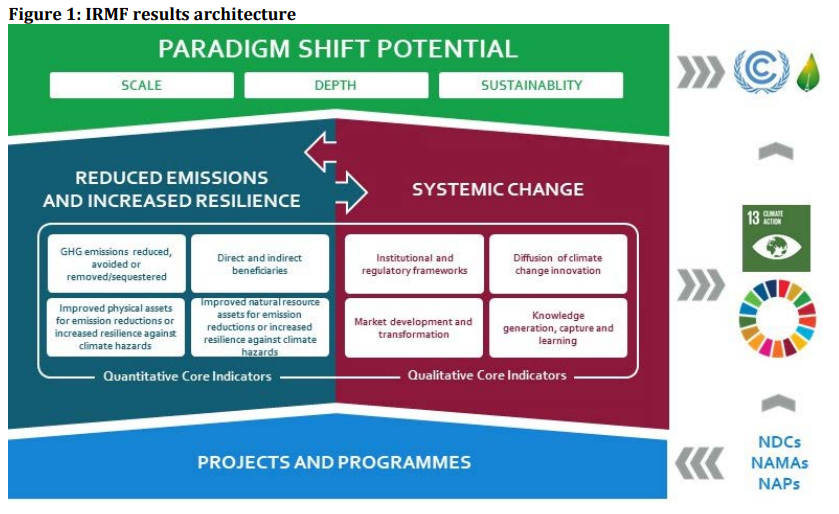 Figure 1: IRMF results architecture
PARADIGM SHIFT POTENTIAL
SCALE
DEPTH
SUSTAINABLITY
REDUCED EMISSIONS
AND INCREASED RESILIENCE
GHG emissions reduced,
avoided or
removed/sequestered
Direct and indirect
beneficiaries
Improved physical assets
for emission reductions or
increased resilience against
climate hazards
Improved natural resource
assets for emission
reductions or increased
resilience against climate
hazards
Quantitative Core Indicators
SYSTEMIC CHANGE
Institutional and
regulatory frameworks
Diffusion of climate
change innovation
Market development and
transformation
Knowledge
generation, capture and
learning
Qualitative Core Indicators
PROJECTS AND PROGRAMMES
13 CLIMATE
ACTION
NDCs
NAMAs
NAPs